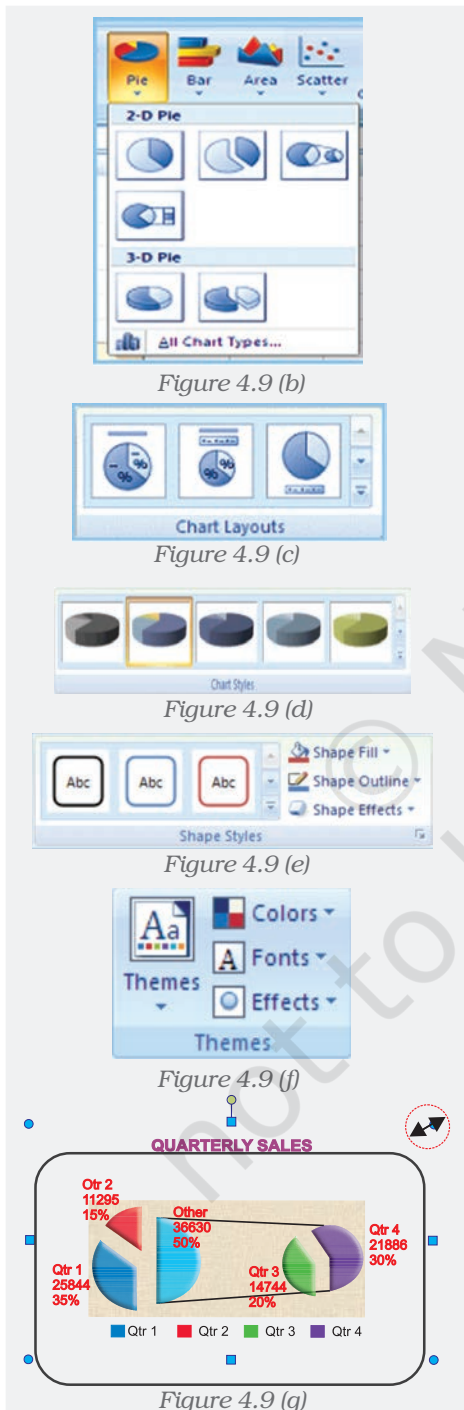 Pie Bar Area Scatter
2-D Pie
3-D Pie
All Chart Types...
Figure 4.9 (b)
% %
% %
Chart Layouts
Figure 4.9 (c)
Chart Styles
Figure 4.9 (d)
Abc Abc Abc
Shape Fill
Shape Outline
Shape Effects
Shape Styles
Figure 4.9 (e)
Aa
Themes
Colors
A Fonts
Effects
Themes
Figure 4.9 (f)
QUARTERLY SALES
Otr 2
11295
15%
Other
36630
50%
Qtr 4
21886
30%
Qtr 1
25844
35%
Qtr 3
14744
20%
Qtr 1 Qtr 2 Qtr 3 Qtr 4
Figure 4.9 (g)
© N
not to